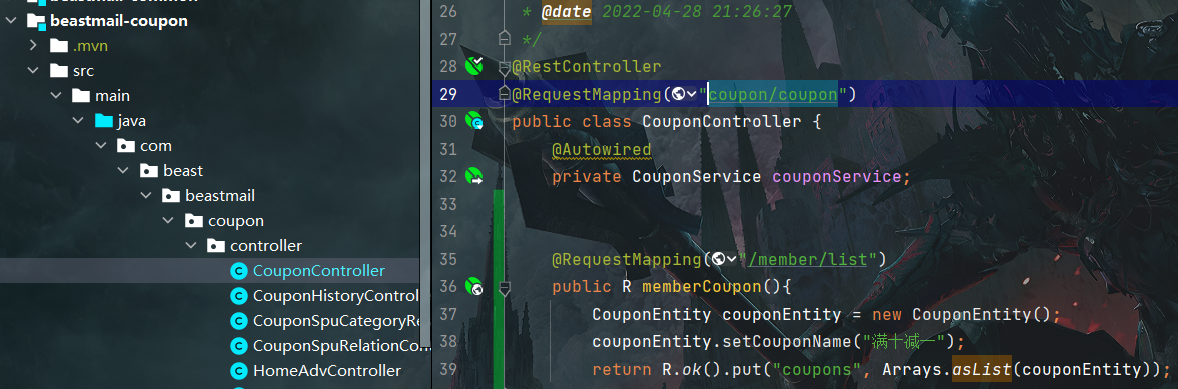 beastmail-coupon
.mvn
src
main
java
com
beast
beastmail
coupon
controller
CouponController
CouponHistoryControl
CouponSpuCategoryRe
CouponSpuRelationCon
HomeAdvController
26 * @date 2022-04-28 21:26:27
27 */
28 @RestController
29 @RequestMapping("coupon/coupon")
30 public class CouponController {
31 @Autowired
32 private CouponService couponService;
33
34
35 @RequestMapping("/member/list")
36 public R memberCoupon(){
37 CouponEntity couponEntity = new CouponEntity();
38 couponEntity.setCouponName("满十减一");
39 return R.ok().put("coupons", Arrays.asList(couponEntity));